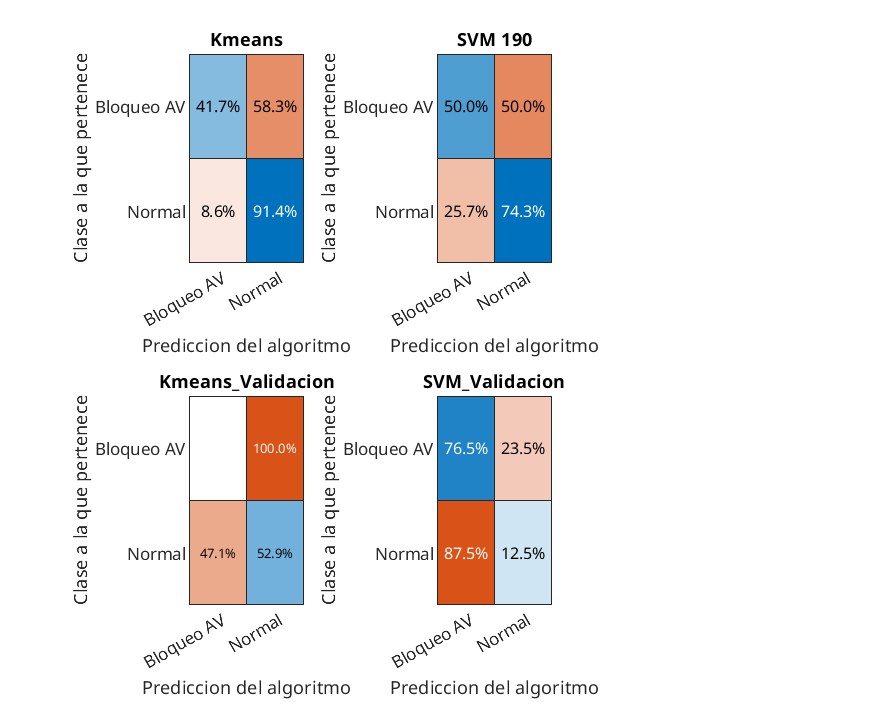 Kmeans
Clase a la que pertenece
Bloqueo AV 41.7% 58.3%
Normal 8.6% 91.4%
Bloqueo AV Normal
Prediccion del algoritmo
SVM 190
Clase a la que pertenece
Bloqueo AV 50.0% 50.0%
Normal 25.7% 74.3%
Bloqueo AV Normal
Prediccion del algoritmo
Kmeans_Validacion
Clase a la que pertenece
Bloqueo AV 100.0%
Normal 47.1% 52.9%
Bloqueo AV Normal
Prediccion del algoritmo
SVM_Validacion
Clase a la que pertenece
Bloqueo AV 76.5% 23.5%
Normal 87.5% 12.5%
Bloqueo AV Normal
Prediccion del algoritmo